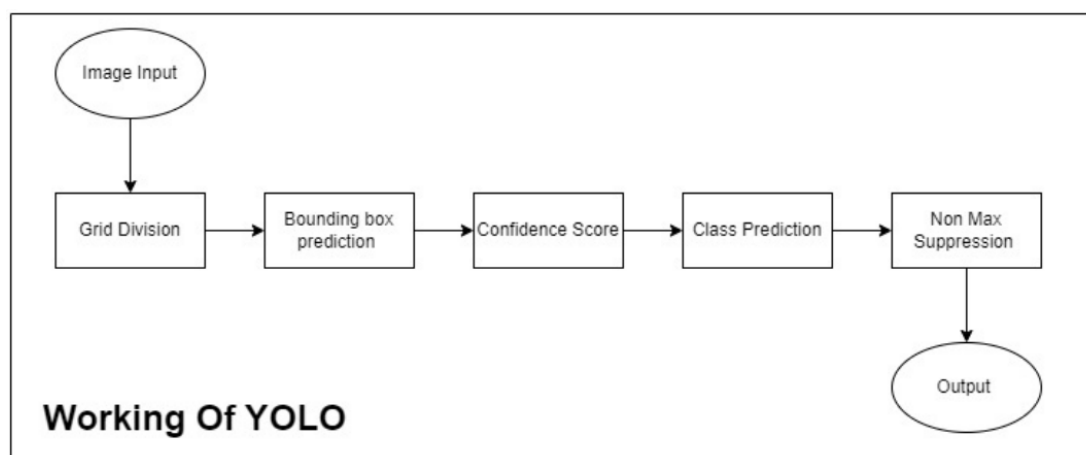 Image Input
Grid Division
Bounding box
prediction
Confidence Score
Class Prediction
Non Max
Suppression
Output
Working Of YOLO